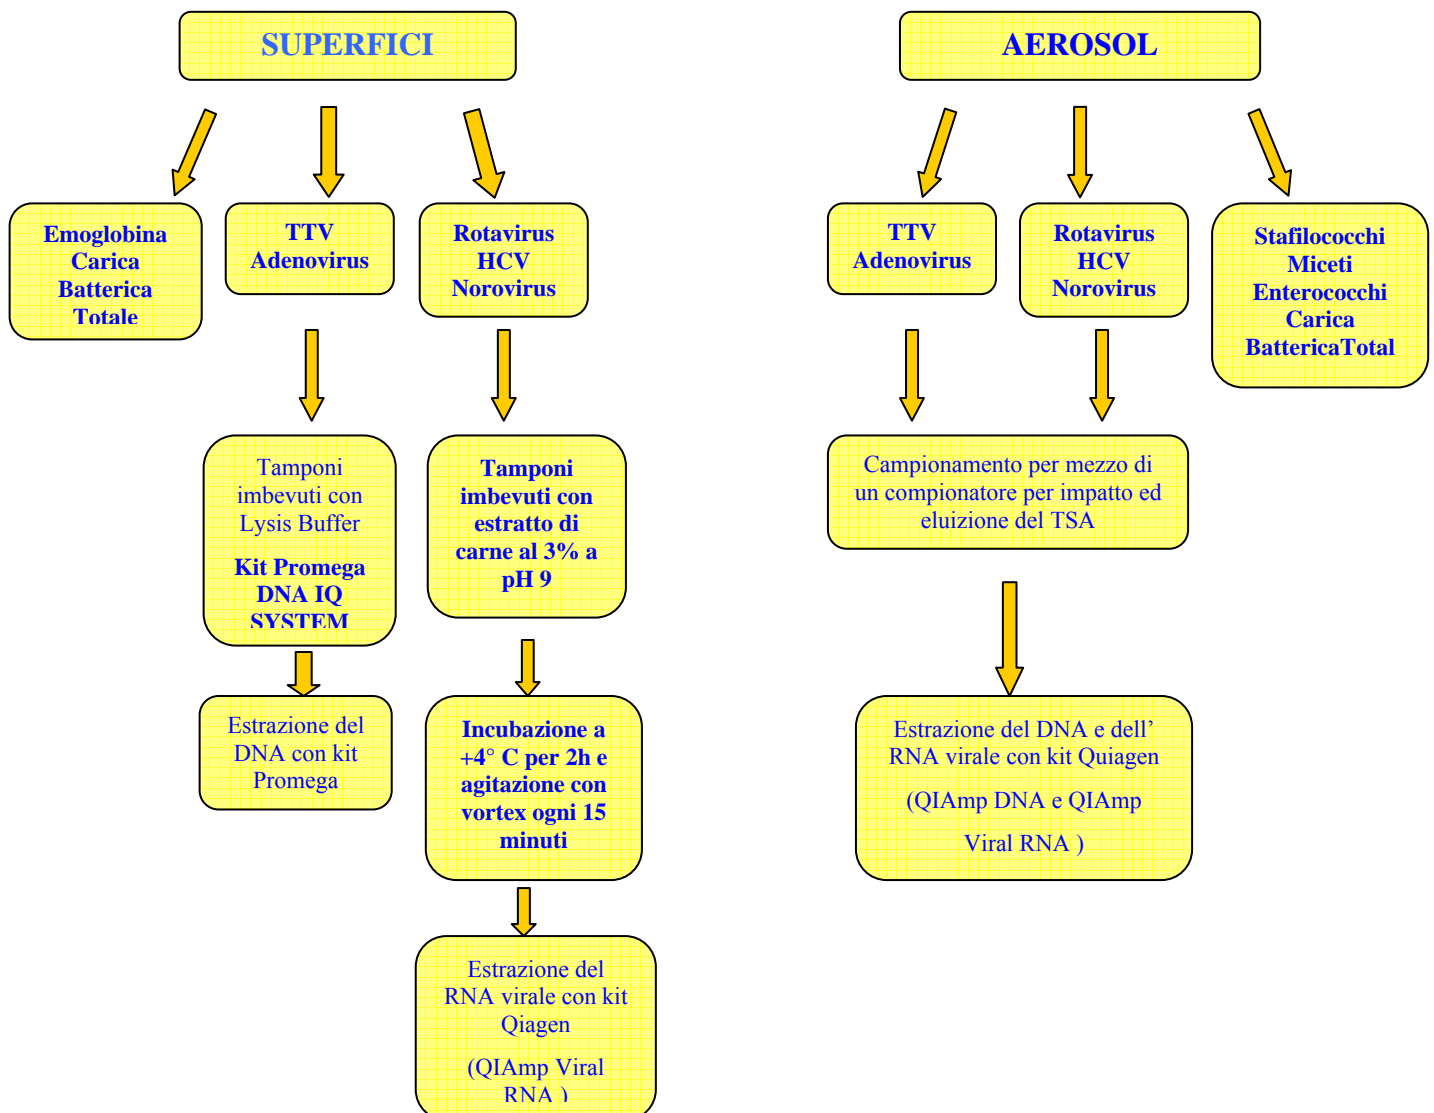 SUPERFICI
AEROSOL
Emoglobina
Carica
Batterica
Totale
TTV
Adenovirus
Rotavirus
HCV
Norovirus
TTV
Adenovirus
Rotavirus
HCV
Norovirus
Stafilococchi
Miceti
Enterococchi
Carica
BattericaTotal
Tamponi
imbevuti con
Lysis Buffer
Kit Promega
DNA IQ
SYSTEM
Tamponi
imbevuti con
estratto di
carne al 3% a
pH 9
Campionamento per mezzo di
un compionatore per impatto ed
eluizione del TSA
Estrazione del
DNA con kit
Promega
Incubazione a
+4° C per 2h e
agitazione con
vortex ogni 15
minuti
Estrazione del DNA e dell’
RNA virale con kit Quiagen
(QIAmp DNA e QIAmp
Viral RNA )
Estrazione del
RNA virale con kit
Qiagen
(QIAmp Viral
RNA )